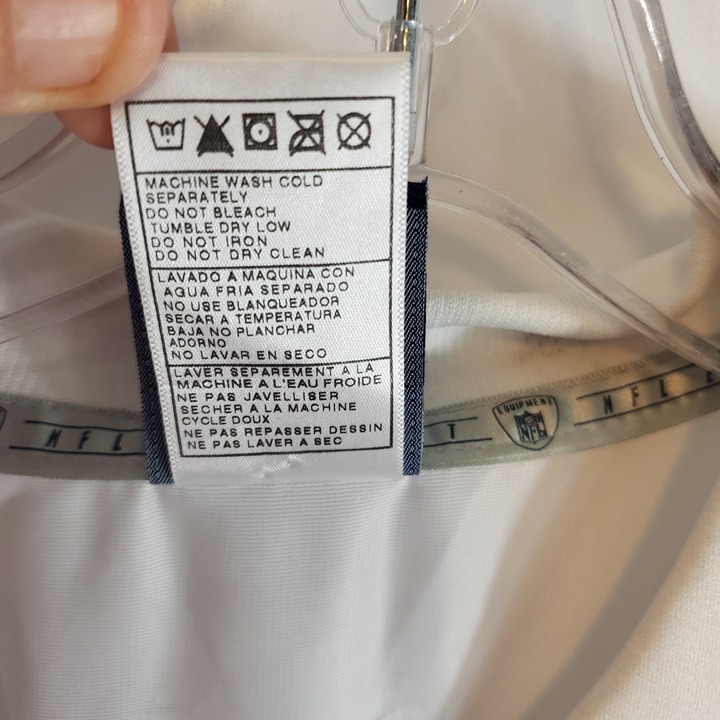 MACHINE WASH COLD
SEPARATELY
DO NOT BLEACH
TUMBLE DRY LOW
DO NOT IRON
DO NOT DRY CLEAN
LAVADO A MAQUINA CON
AGUA FRIA SEPARADO
NO USE BLANQUEADOR
SECAR A TEMPERATURA
BAJA NO PLANCHAR
ADORNO
NO LAVAR EN SECO
LAVER SEPAREMENT A LA
MACHINE A L'EAU FROIDE
NE PAS JAVELLISER
SECHER A LA MACHINE
CYCLE DOUX
NE PAS REPASSER DESSIN
NE PAS LAVER A SEC
NFL
T
EQUIPMENT
NFL
NFL